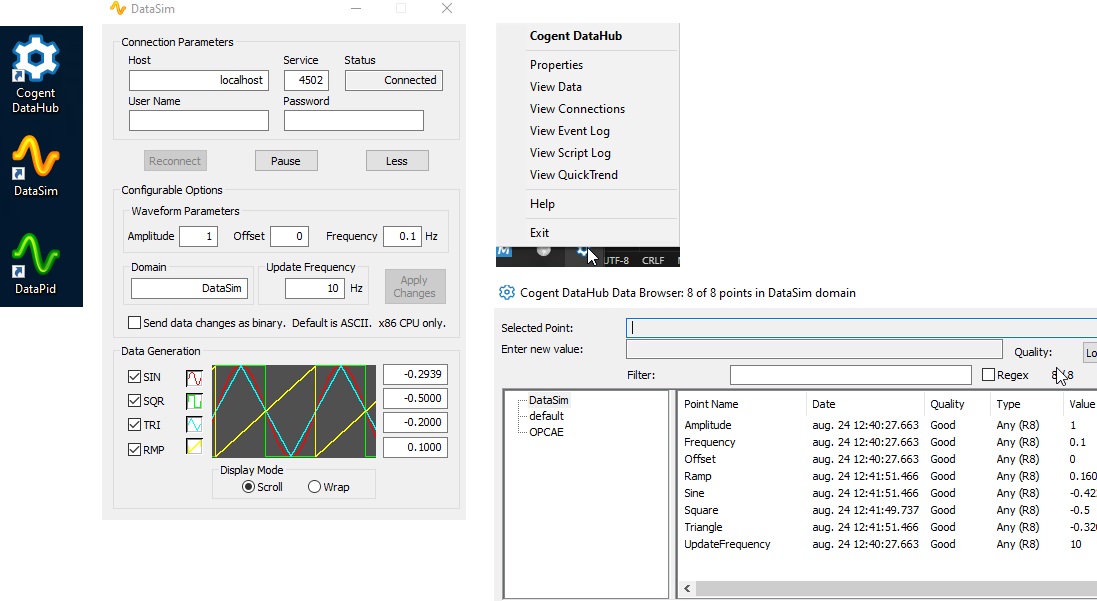 Cogent
DataHub
DataSim
DataPid
DataSim
Connection Parameters
Host Service Status
localhost 4502 Connected
User Name Password
Reconnect Pause Less
Configurable Options
Waveform Parameters
Amplitude 1 Offset 0 Frequency 0.1 Hz
Domain Update Frequency
DataSim 10 Hz Apply
Changes
Send data changes as binary. Default is ASCII. x86 CPU only.
Data Generation
SIN -0.2939
SQR -0.5000
TRI -0.2000
RMP 0.1000
Display Mode
Scroll Wrap
Cogent DataHub
Properties
View Data
View Connections
View Event Log
View Script Log
View QuickTrend
Help
Exit
UTF-8 CRLF
Cogent DataHub Data Browser: 8 of 8 points in DataSim domain
Selected Point:
Enter new value: Quality: Lo
Filter: Regex 8/8
DataSim
default
OPCAE
Point Name Date Quality Type Value
Amplitude aug. 24 12:40:27.663 Good Any (R8) 1
Frequency aug. 24 12:40:27.663 Good Any (R8) 0.1
Offset aug. 24 12:40:27.663 Good Any (R8) 0
Ramp aug. 24 12:41:51.466 Good Any (R8) 0.160
Sine aug. 24 12:41:51.466 Good Any (R8) -0.42
Square aug. 24 12:41:49.737 Good Any (R8) -0.5
Triangle aug. 24 12:41:51.466 Good Any (R8) -0.320
UpdateFrequency aug. 24 12:40:27.663 Good Any (R8) 10